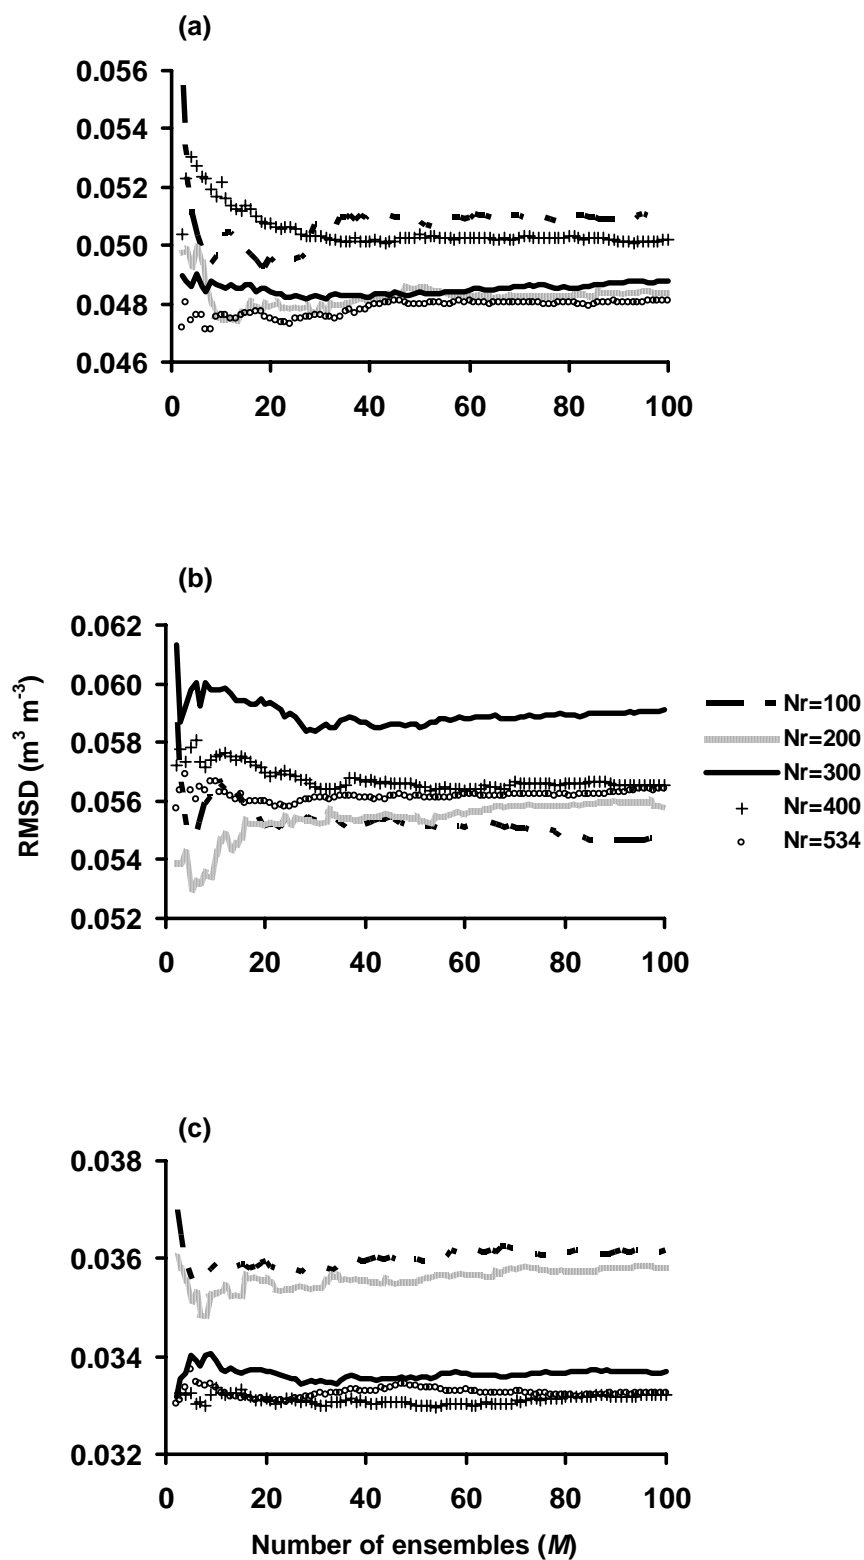 (a)
0.056
0.054
0.052
0.050
0.048
0.046
0 20 40 60 80 100
(b)
0.062
0.060
0.058
0.056
0.054
0.052
0 20 40 60 80 100
RMSD (m³ m⁻³)
Nr=100
Nr=200
Nr=300
Nr=400
Nr=534
(c)
0.038
0.036
0.034
0.032
0 20 40 60 80 100
Number of ensembles (M)